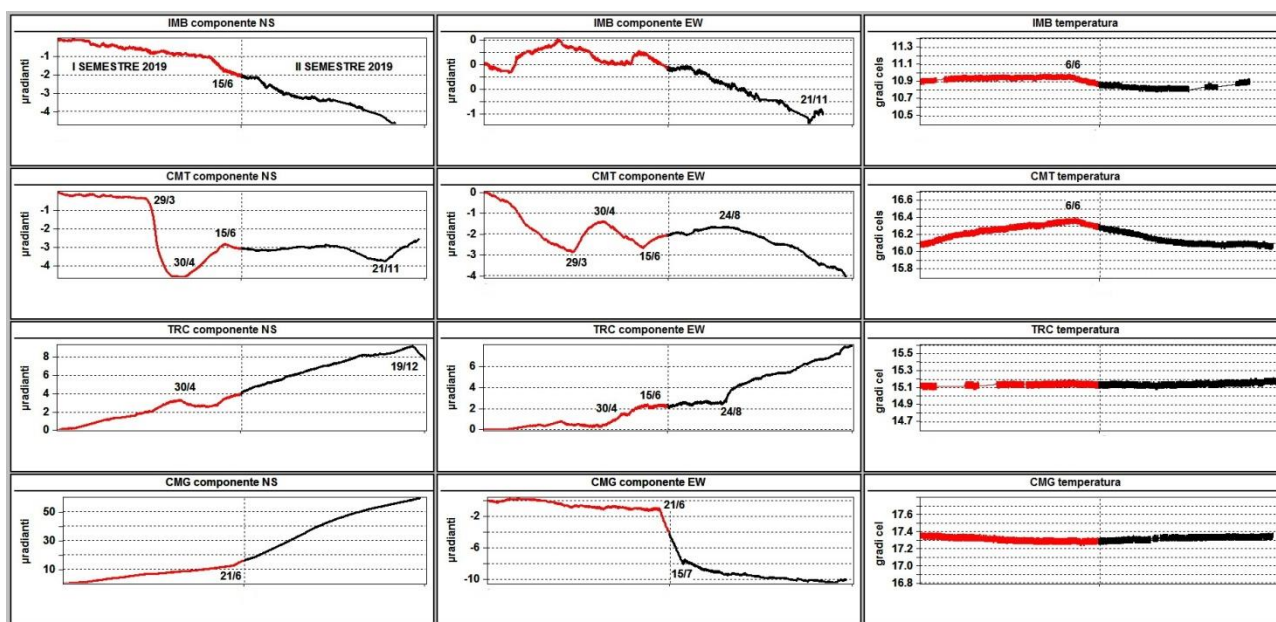 IMB componente NS
-1
-2
-3
-4
µradianti
I SEMESTRE 2019
II SEMESTRE 2019
15/6
IMB componente EW
0
0
0
-1
µradianti
21/11
IMB temperatura
11.3
11.1
10.9
10.7
10.5
gradi cels
6/6
CMT componente NS
-1
-2
-3
-4
µradianti
29/3
30/4
15/6
21/11
CMT componente EW
0
-1
-2
-3
-4
µradianti
29/3
30/4
15/6
24/8
CMT temperatura
16.6
16.4
16.2
16.0
15.8
gradi cels
6/6
TRC componente NS
8
6
4
2
0
µradianti
30/4
19/12
TRC componente EW
6
4
2
0
µradianti
30/4
15/6
24/8
TRC temperatura
15.5
15.3
15.1
14.9
14.7
gradi cel
CMG componente NS
50
30
10
µradianti
21/6
CMG componente EW
-2
-6
-10
µradianti
21/6
15/7
CMG temperatura
17.6
17.4
17.2
17.0
16.8
gradi cel